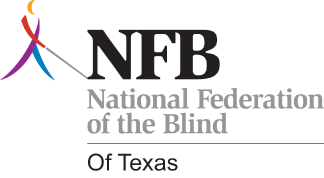 NFB
National Federation
of the Blind
Of Texas